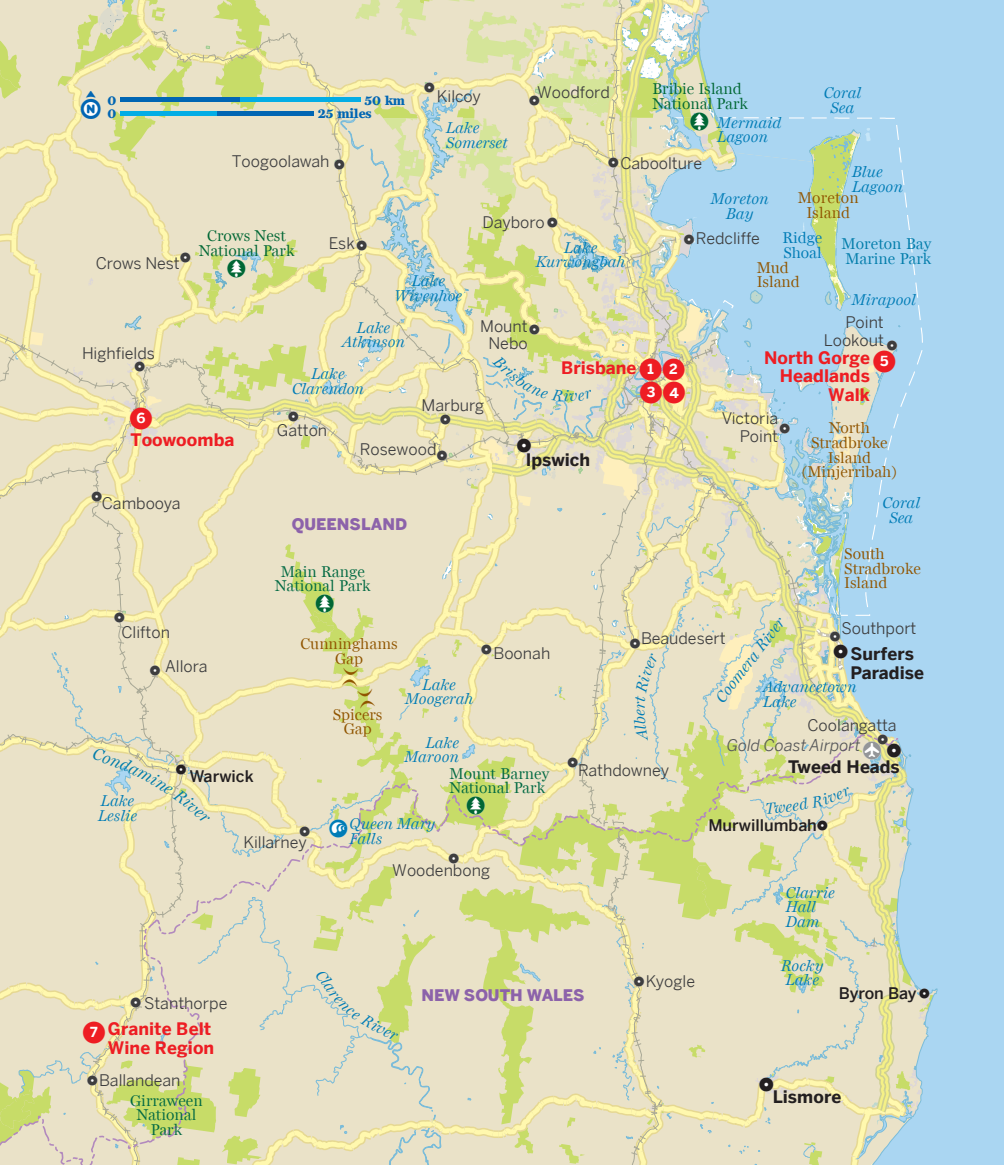 Kilcoy
Woodford
Bribie Island
National Park
Coral
Sea
0
50 km
0
25 miles
N
Mermaid
Lagoon
Lake
Somerset
Toogoolawah
Caboolture
Blue
Lagoon
Moreton
Island
Moreton
Bay
Dayboro
Redcliffe
Crows Nest
National Park
Esk
Lake
Kurwongbah
Ridge
Shoal
Moreton Bay
Marine Park
Crows Nest
Mud
Island
Lake
Wivenhoe
Mirapool
Lake
Atkinson
Mount
Nebo
Point
Lookout
Highfields
North Gorge
Headlands
Walk
5
Brisbane
1
2
3
4
Brisbane River
Lake
Clarendon
6
Toowoomba
Gatton
Marburg
Victoria
Point
North
Stradbroke
Island
(Minjerribah)
Rosewood
Ipswich
Cambooya
Coral
Sea
QUEENSLAND
South
Stradbroke
Island
Main Range
National Park
Clifton
Cunninghams
Gap
Boonah
Beaudesert
Southport
Surfers
Paradise
Allora
Lake
Moogerah
Albert River
Coomera River
Advancetown
Lake
Spicers
Gap
Coolangatta
Gold Coast Airport
Tweed Heads
Lake
Maroon
Rathdowney
Condamine River
Warwick
Mount Barney
National Park
Lake
Leslie
Tweed River
Murwillumbah
Queen Mary
Falls
Killarney
Woodenbong
Clarrie
Hall
Dam
Rocky
Lake
Clarence River
Kyogle
NEW SOUTH WALES
Byron Bay
Stanthorpe
7
Granite Belt
Wine Region
Ballandean
Lismore
Girraween
National
Park